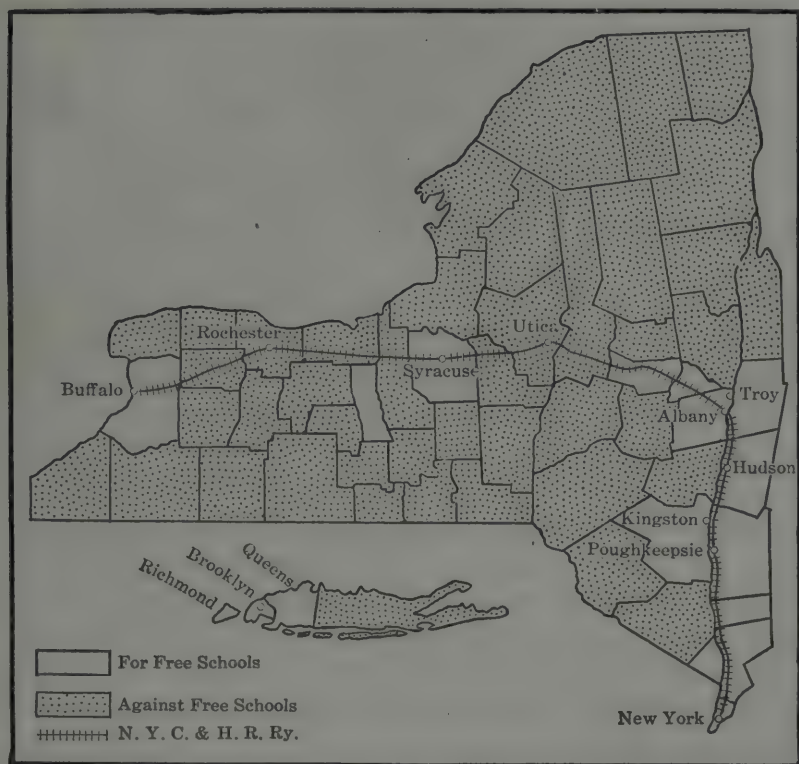 Rochester
Utica
Buffalo
Syracuse
Troy
Albany
Hudson
Kingston
Poughkeepsie
Queens
Brooklyn
Richmond
For Free Schools
Against Free Schools
New York
N. Y. C. & H. R. Ry.